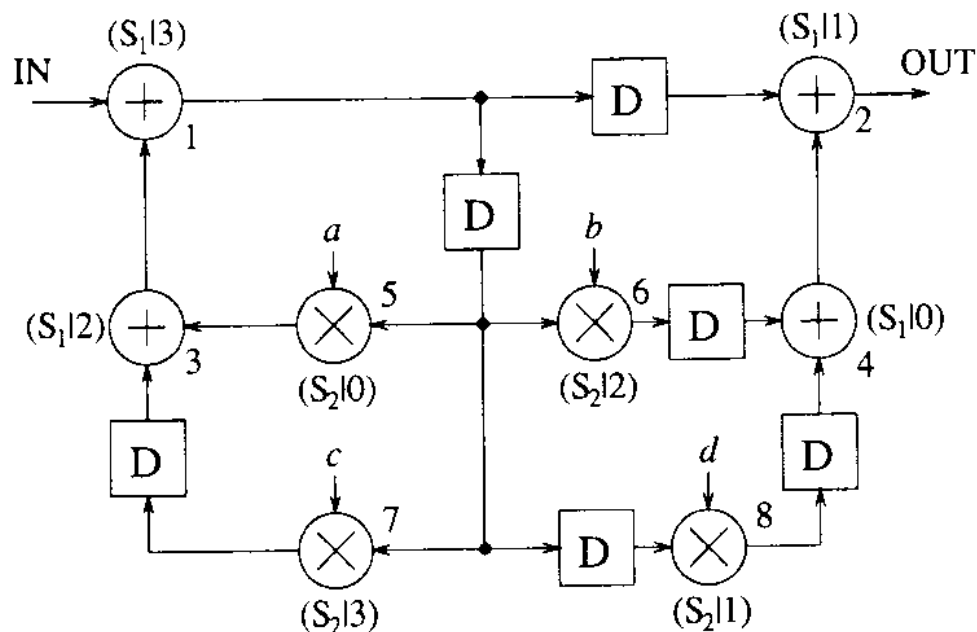 (S₁|3)
(S₁|1)
IN
OUT
+
D
+
1
2
D
a
b
5
6
(S₁|2)
+
×
×
D
+
(S₁|0)
3
(S₂|0)
(S₂|2)
4
D
c
d
D
7
8
×
D
×
(S₂|3)
(S₂|1)